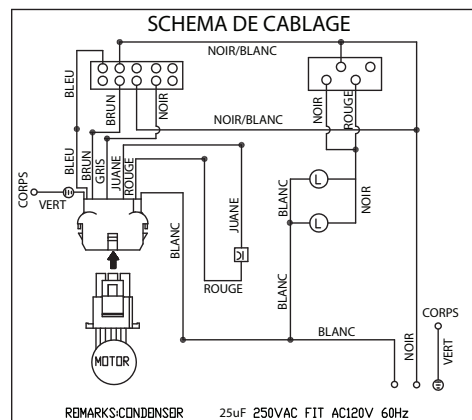 SCHEMA DE CABLAGE
NOIR/BLANC
BLEU
BRUN
NOIR
NOIR
ROUGE
NOIR/BLANC
BLEU
BRUN
GRIS
JUANE
ROUGE
CORPS
VERT
BLANC
JUANE
ROUGE
BLANC
L
NOIR
L
BLANC
BLANC
CORPS
NOIR
VERT
MOTOR
REMARKS:CONDENSER 25uF 250VAC FIT AC120V 60Hz